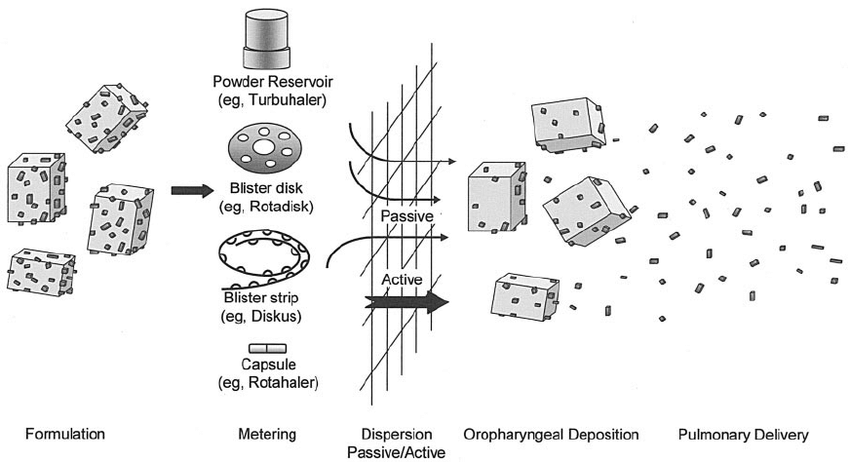 Powder Reservoir
(eg, Turbuhaler)
Blister disk
(eg, Rotadisk)
Passive
Blister strip
(eg, Diskus)
Active
Capsule
(eg, Rotahaler)
Formulation
Metering
Dispersion
Passive/Active
Oropharyngeal Deposition
Pulmonary Delivery